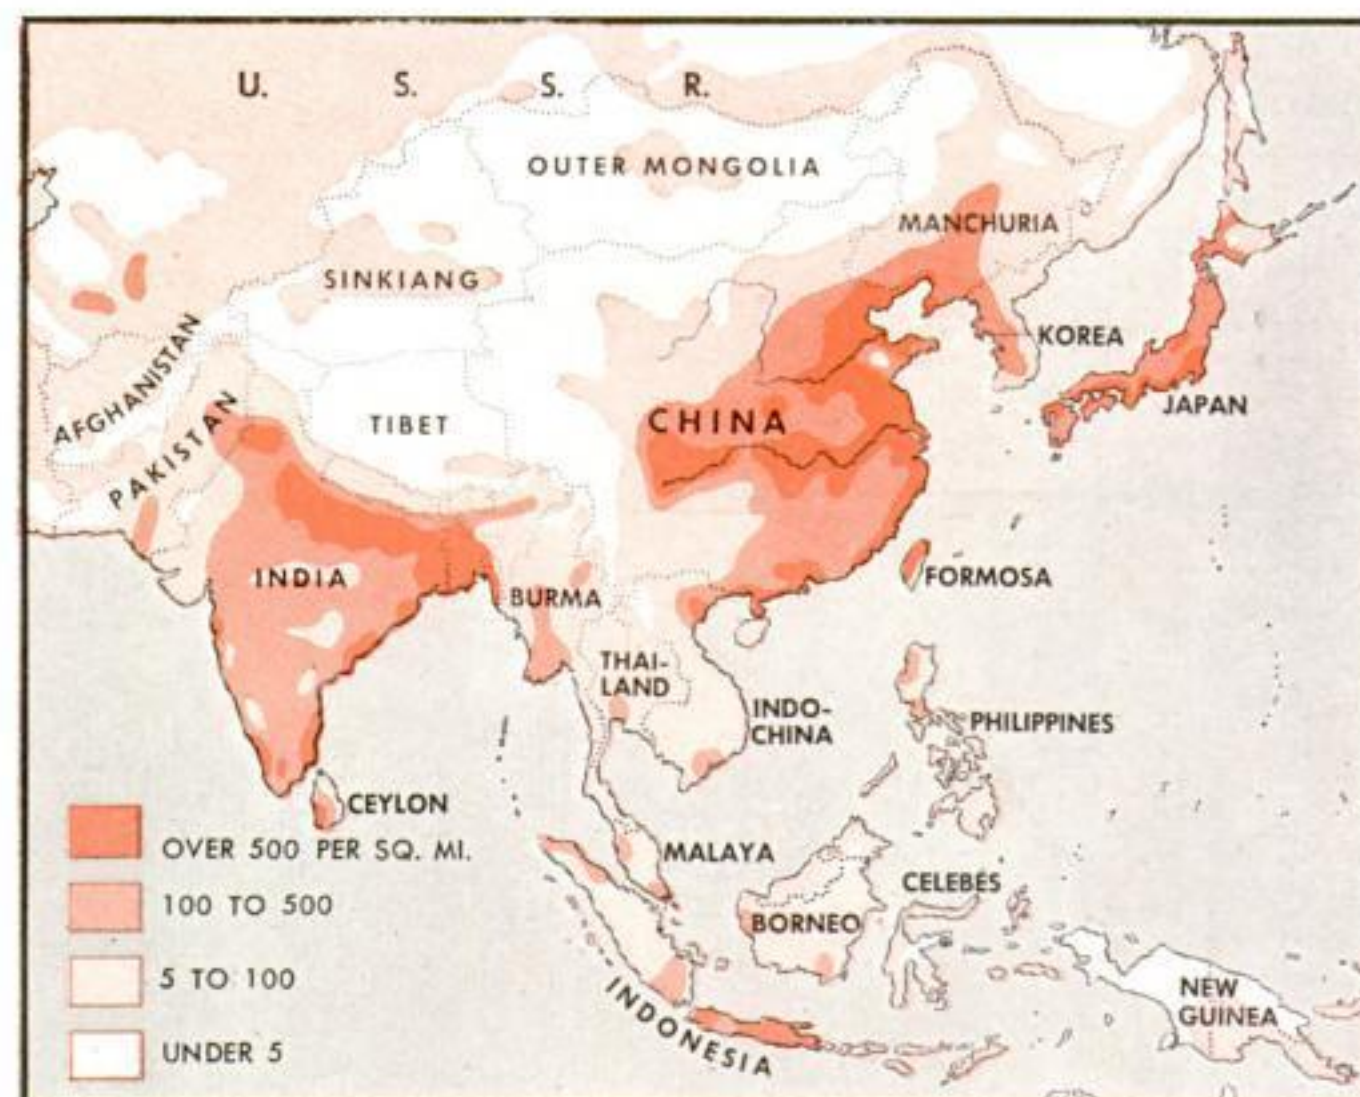 U. S. S. R.
OUTER MONGOLIA
MANCHURIA
SINKIANG
KOREA
AFGHANISTAN
JAPAN
PAKISTAN
TIBET
CHINA
INDIA
BURMA
FORMOSA
THAI-
LAND
INDO-
CHINA
PHILIPPINES
CEYLON
MALAYA
CELEBES
BORNEO
NEW
GUINEA
INDONESIA
OVER 500 PER SQ. MI.
100 TO 500
5 TO 100
UNDER 5